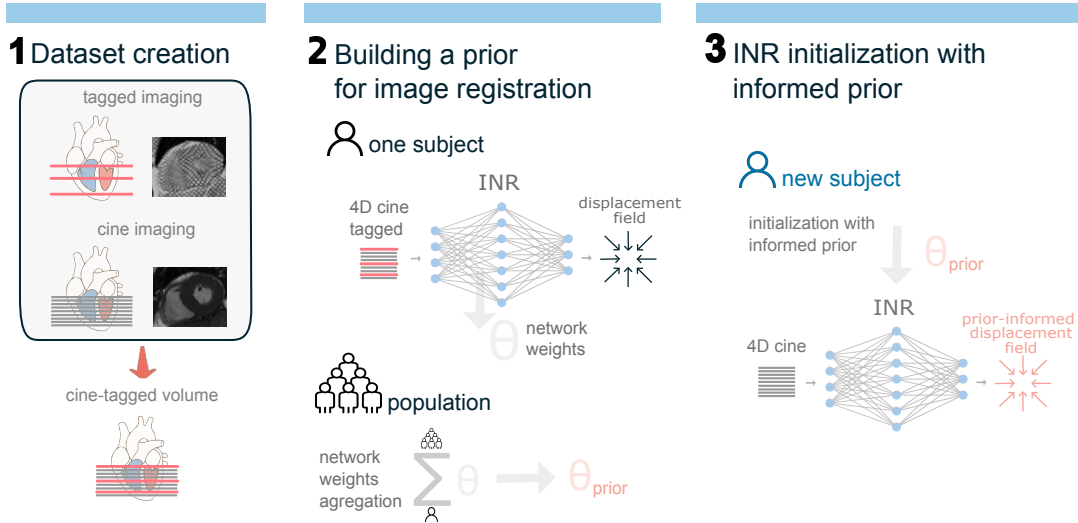 1 Dataset creation
tagged imaging
cine imaging
cine-tagged volume
2 Building a prior
for image registration
one subject
INR
4D cine
tagged
displacement
field
θ network
weights
population
network
weights
agregation
∑ θ
θprior
3 INR initialization with
informed prior
new subject
initialization with
informed prior
θprior
INR
4D cine
prior-informed
displacement
field